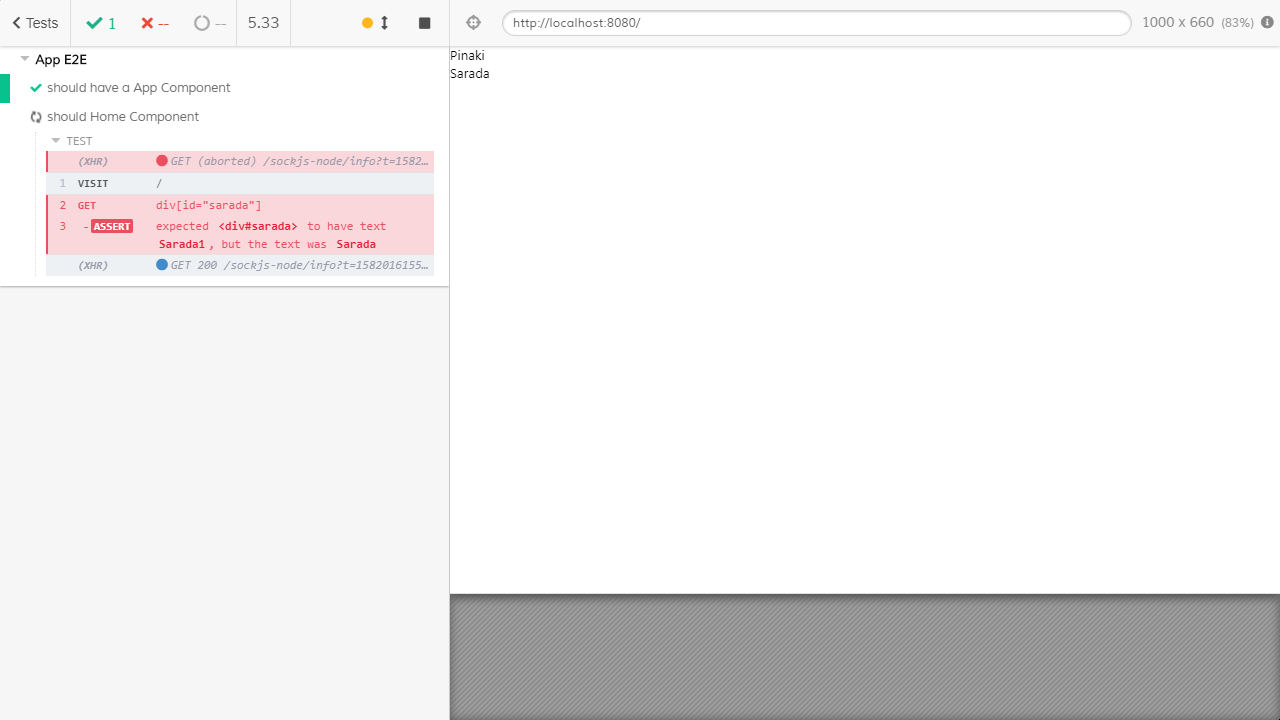 Tests 1 -- -- 5.33
http://localhost:8080/ 1000 x 660 (83%)
App E2E
should have a App Component
should Home Component
TEST
(XHR) GET (aborted) /sockjs-node/info?t=1582…
1 VISIT /
2 GET div[id="sarada"]
3 -ASSERT expected <div#sarada> to have text
Sarada1 , but the text was Sarada
(XHR) GET 200 /sockjs-node/info?t=1582016155…
Pinaki
Sarada